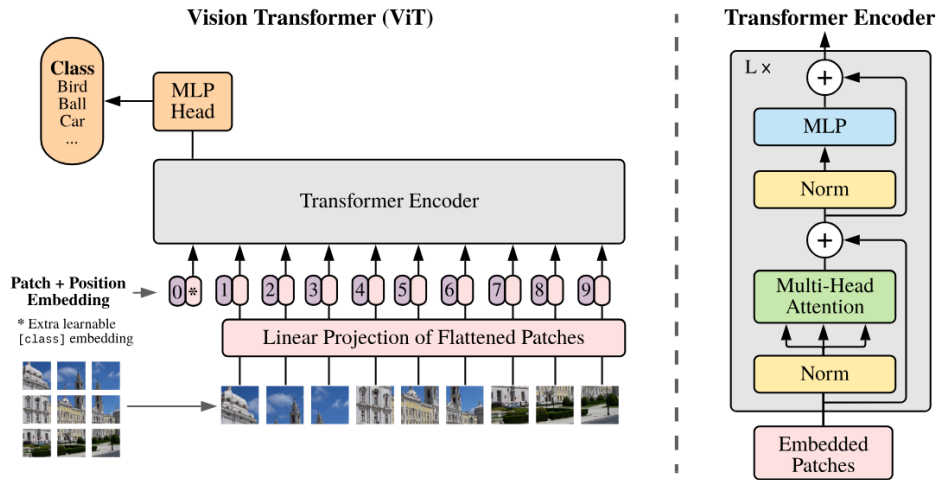 Vision Transformer (ViT)
Class
Bird
Ball
Car
...
MLP
Head
Transformer Encoder
Patch + Position
Embedding
0 * 1 2 3 4 5 6 7 8 9
* Extra learnable
[class] embedding
Linear Projection of Flattened Patches
Transformer Encoder
L ×
+
MLP
Norm
+
Multi-Head
Attention
Norm
Embedded
Patches